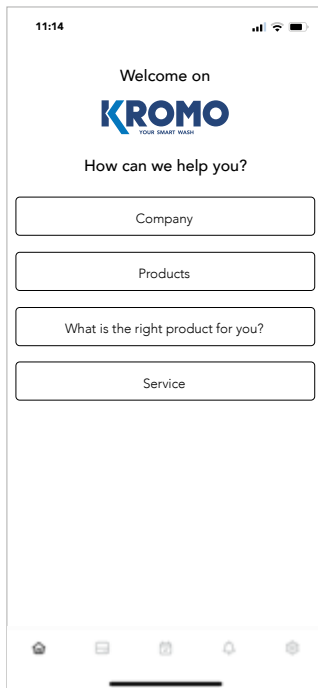 11:14
Welcome on
KROMO
YOUR SMART WASH
How can we help you?
Company
Products
What is the right product for you?
Service